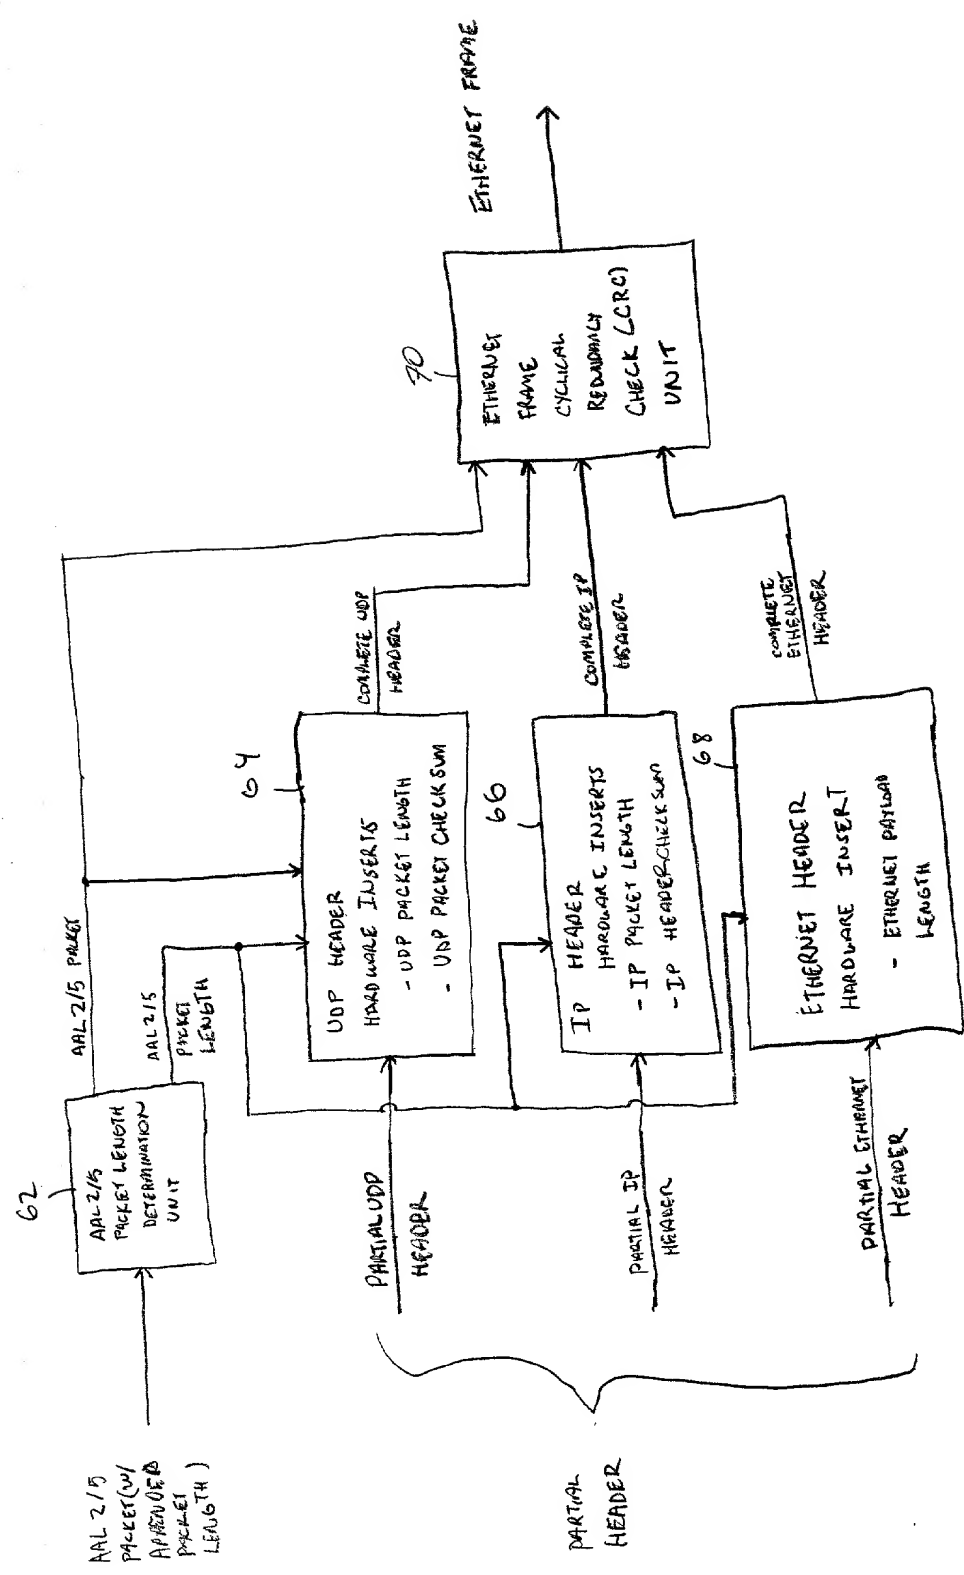 AAL 2/5
PACKET (W/
APPENDED
PACKET
LENGTH)
62
AAL 2/5
PACKET LENGTH
DETERMINATION
UNIT
AAL 2/5 PACKET
AAL 2/5
PACKET
LENGTH
PARTIAL
HEADER
PARTIAL UDP
HEADER
PARTIAL IP
HEADER
PARTIAL ETHERNET
HEADER
64
UDP HEADER
HARDWARE INSERTS
- UDP PACKET LENGTH
- UDP PACKET CHECKSUM
66
IP HEADER
HARDWARE INSERTS
- IP PACKET LENGTH
- IP HEADER CHECKSUM
68
ETHERNET HEADER
HARDWARE INSERT
- ETHERNET PAYLOAD
LENGTH
COMPLETE UDP
HEADER
COMPLETE IP
HEADER
COMPLETE
ETHERNET
HEADER
70
ETHERNET
FRAME
CYCLICAL
REDUNDANCY
CHECK (CRC)
UNIT
ETHERNET FRAME